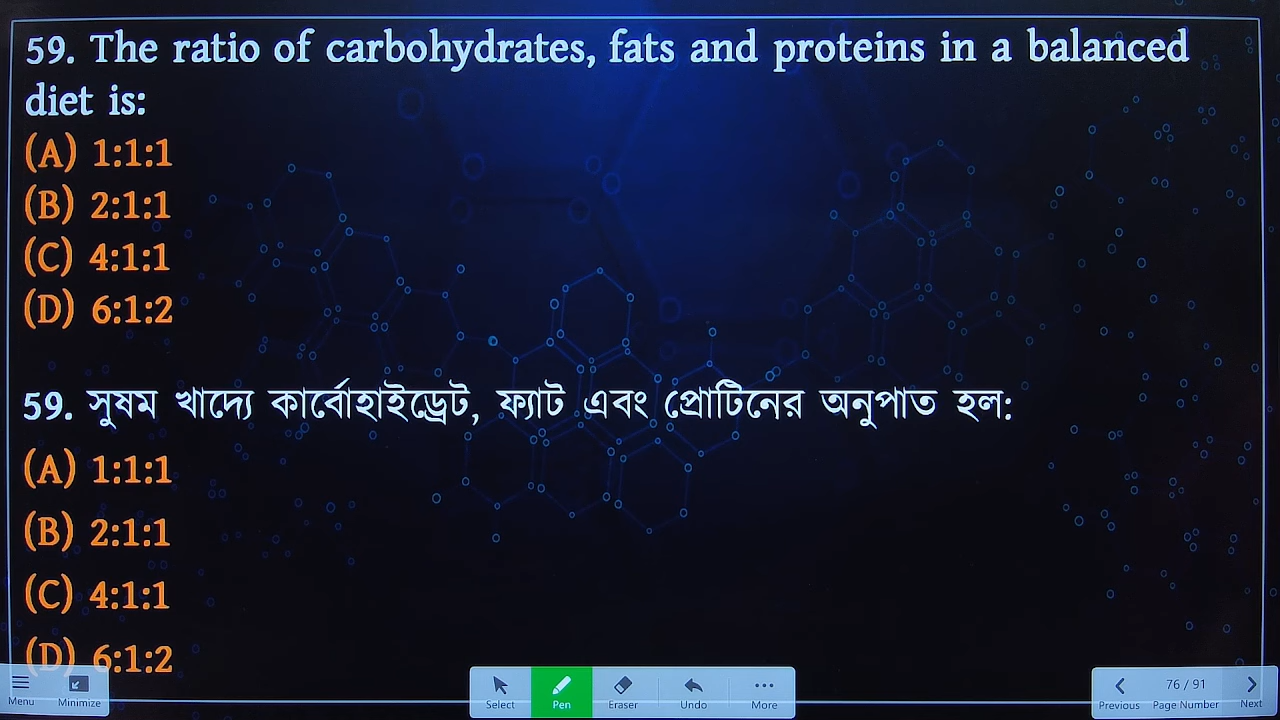 59. The ratio of carbohydrates, fats and proteins in a balanced
diet is:
(A) 1:1:1
(B) 2:1:1
(C) 4:1:1
(D) 6:1:2
59. সুষম খাদ্যে কার্বোহাইড্রেট, ফ্যাট এবং প্রোটিনের অনুপাত হল:
(A) 1:1:1
(B) 2:1:1
(C) 4:1:1
(D) 6:1:2
Menu Minimize Select Pen Eraser Undo More Previous 76 / 91 Page Number Next